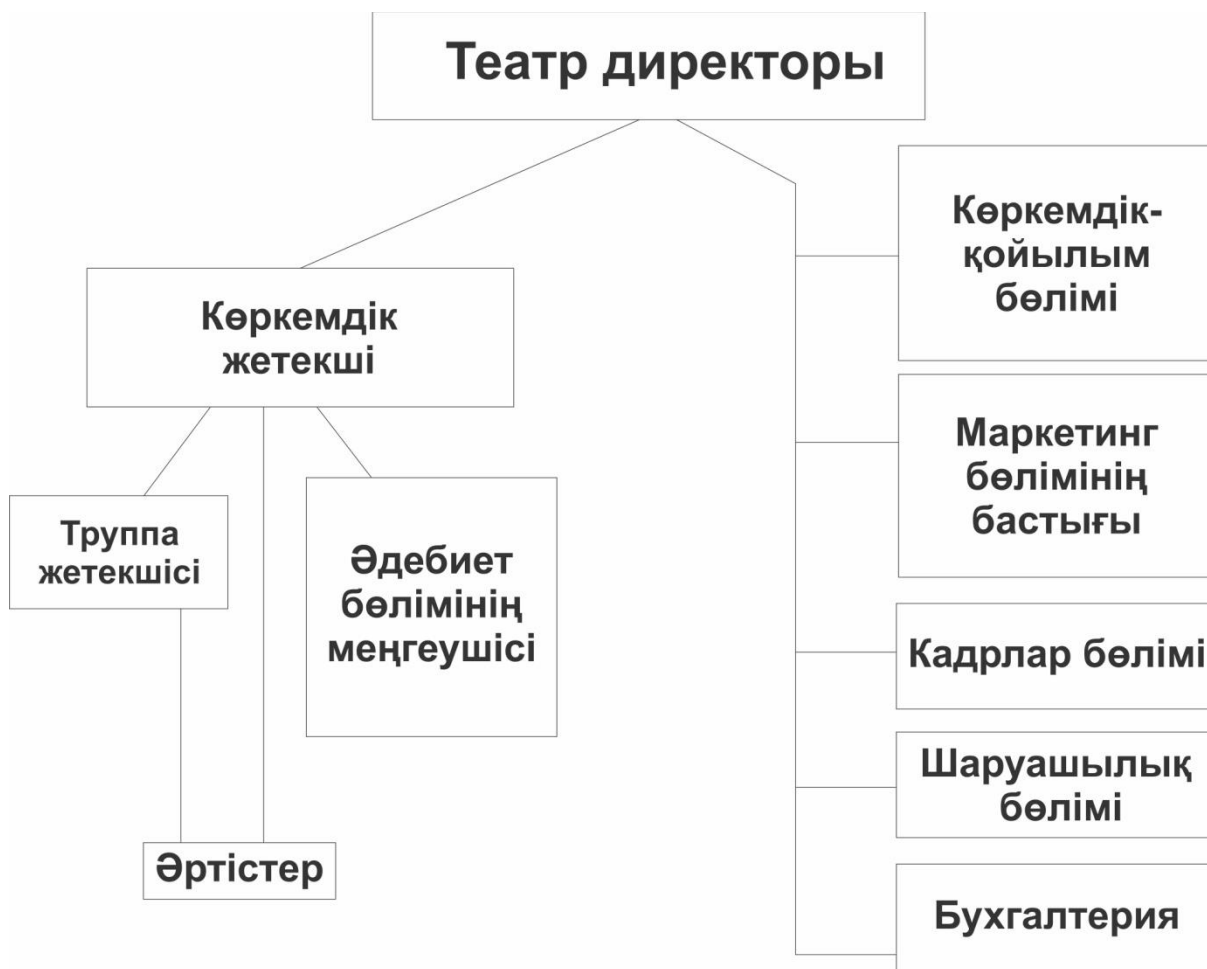 Театр директоры
Көркемдік
жетекші
Труппа
жетекшісі
Әдебиет
бөлімінің
меңгеушісі
Әртістер
Көркемдік-
қойылым
бөлімі
Маркетинг
бөлімінің
бастығы
Кадрлар бөлімі
Шаруашылық
бөлімі
Бухгалтерия